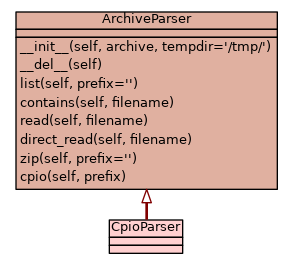 ArchiveParser
__init__(self, archive, tempdir='/tmp/')
__del__(self)
list(self, prefix='')
contains(self, filename)
read(self, filename)
direct_read(self, filename)
zip(self, prefix='')
cpio(self, prefix)
CpioParser